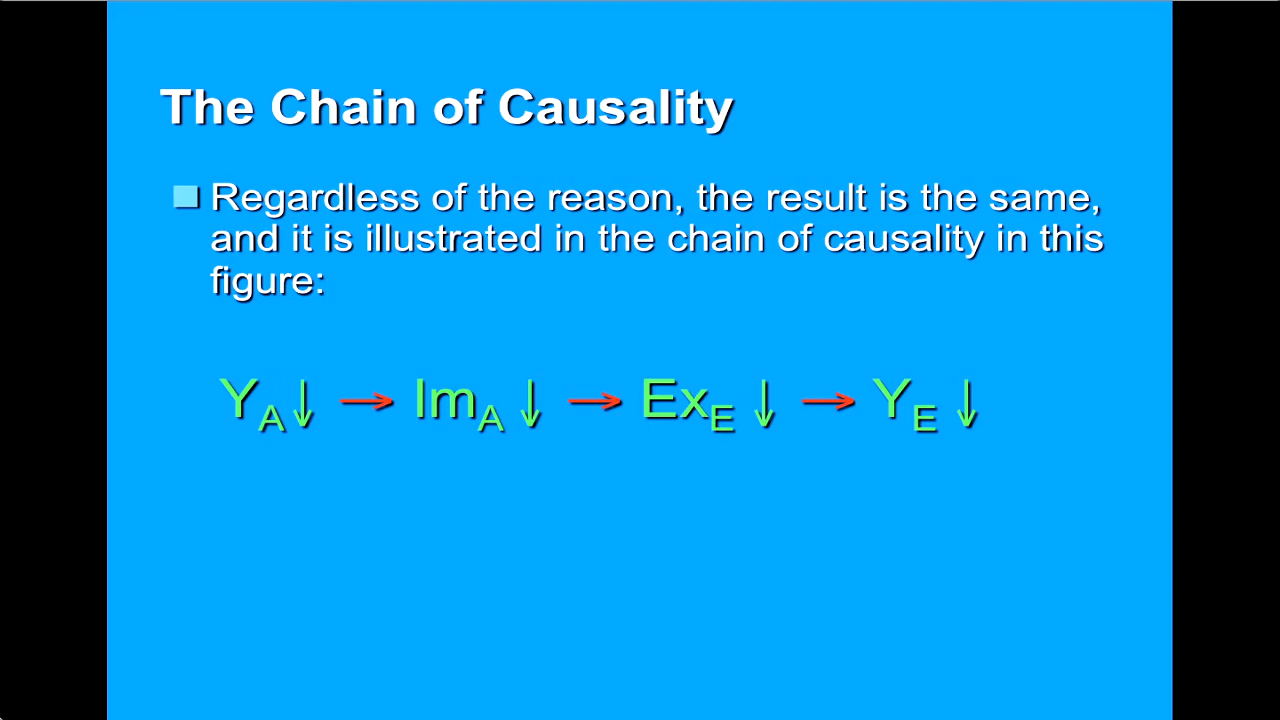 The Chain of Causality
Regardless of the reason, the result is the same,
and it is illustrated in the chain of causality in this
figure:
Y_A↓ → Im_A ↓ → Ex_E ↓ → Y_E ↓